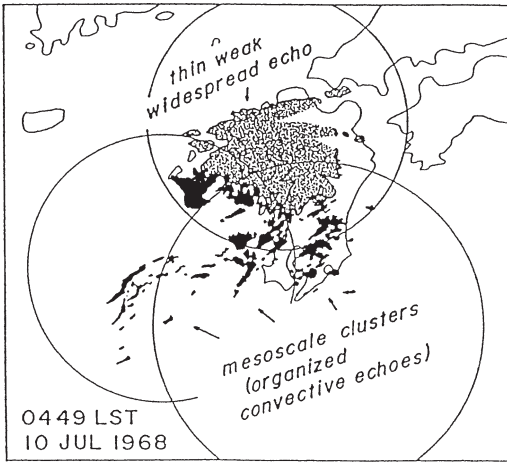 thin weak
widespread echo
mesoscale clusters
(organized
convective echoes)
0449 LST
10 JUL 1968